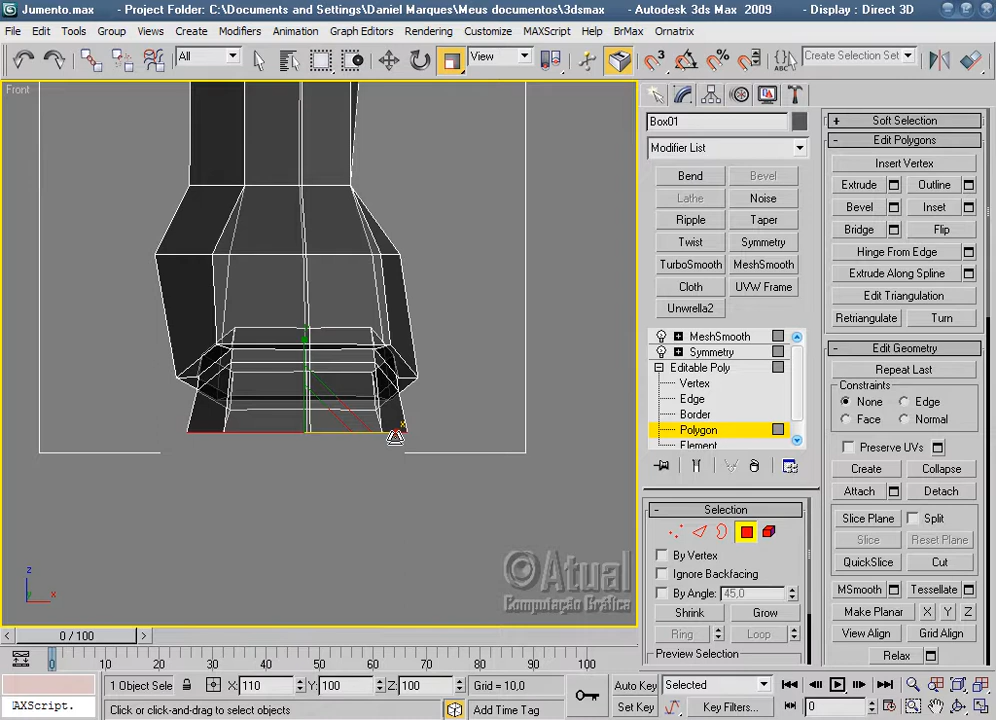 Jumento.max - Project Folder: C:\Documents and Settings\Daniel Marques\Meus documentos\3dsmax - Autodesk 3ds Max 2009 - Display : Direct 3D
File Edit Tools Group Views Create Modifiers Animation Graph Editors Rendering Customize MAXScript Help BrMax Ornatrix
All View Create Selection Set
Front
Box01
Modifier List
Bend Bevel
Lathe Noise
Ripple Taper
Twist Symmetry
TurboSmooth MeshSmooth
Cloth UVW Frame
Unwrella2
MeshSmooth
Symmetry
Editable Poly
Vertex
Edge
Border
Polygon
Element
- Selection
By Vertex
Ignore Backfacing
By Angle: 45,0
Shrink Grow
Ring Loop
Preview Selection
+ Soft Selection
- Edit Polygons
Insert Vertex
Extrude Outline
Bevel Inset
Bridge Flip
Hinge From Edge
Extrude Along Spline
Edit Triangulation
Retriangulate Turn
- Edit Geometry
Repeat Last
Constraints
None Edge
Face Normal
Preserve UVs
Create Collapse
Attach Detach
Slice Plane Split
Slice Reset Plane
QuickSlice Cut
MSmooth Tessellate
Make Planar X Y Z
View Align Grid Align
Relax
©Atual
Computação Gráfica
z
y x
x
< 0 / 100 >
0 10 20 30 40 50 60 70 80 90 100
1 Object Sele X: 110 Y: 100 Z: 100 Grid = 10,0 Auto Key Selected
AXScript. Click or click-and-drag to select objects Add Time Tag Set Key Key Filters... 0